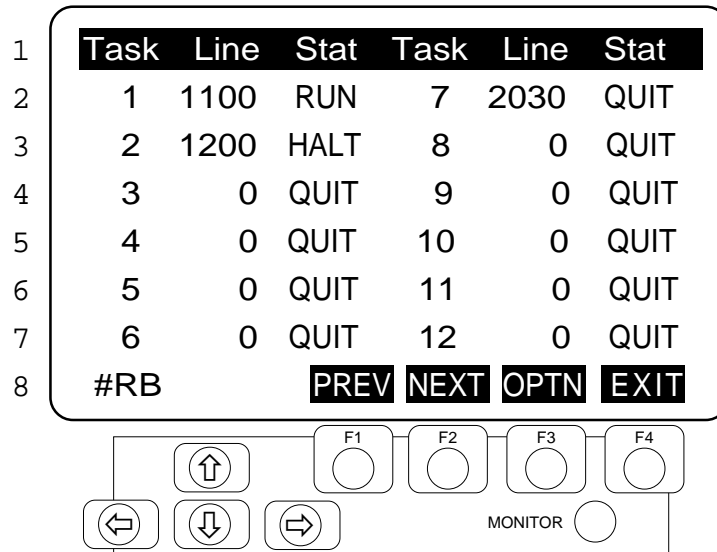 1 Task Line Stat Task Line Stat
2 1 1100 RUN 7 2030 QUIT
3 2 1200 HALT 8 0 QUIT
4 3 0 QUIT 9 0 QUIT
5 4 0 QUIT 10 0 QUIT
6 5 0 QUIT 11 0 QUIT
7 6 0 QUIT 12 0 QUIT
8 #RB PREV NEXT OPTN EXIT
F1 F2 F3 F4
MONITOR